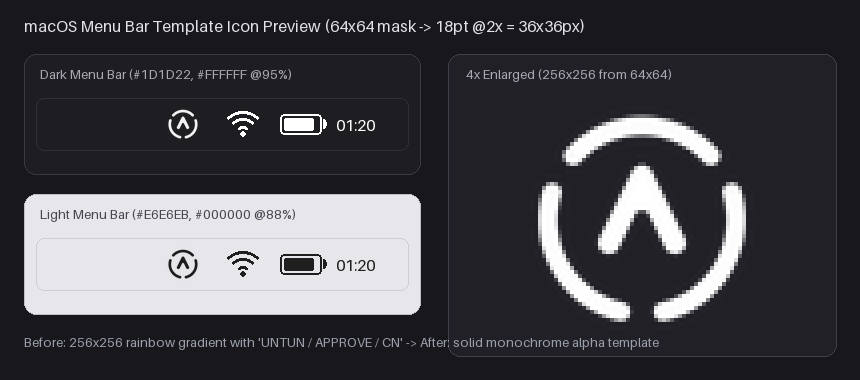 macOS Menu Bar Template Icon Preview (64x64 mask -> 18pt @2x = 36x36px)
Dark Menu Bar (#1D1D22, #FFFFFF @95%)
01:20
4x Enlarged (256x256 from 64x64)
Light Menu Bar (#E6E6EB, #000000 @88%)
01:20
Before: 256x256 rainbow gradient with 'UNTUN / APPROVE / CN' -> After: solid monochrome alpha template